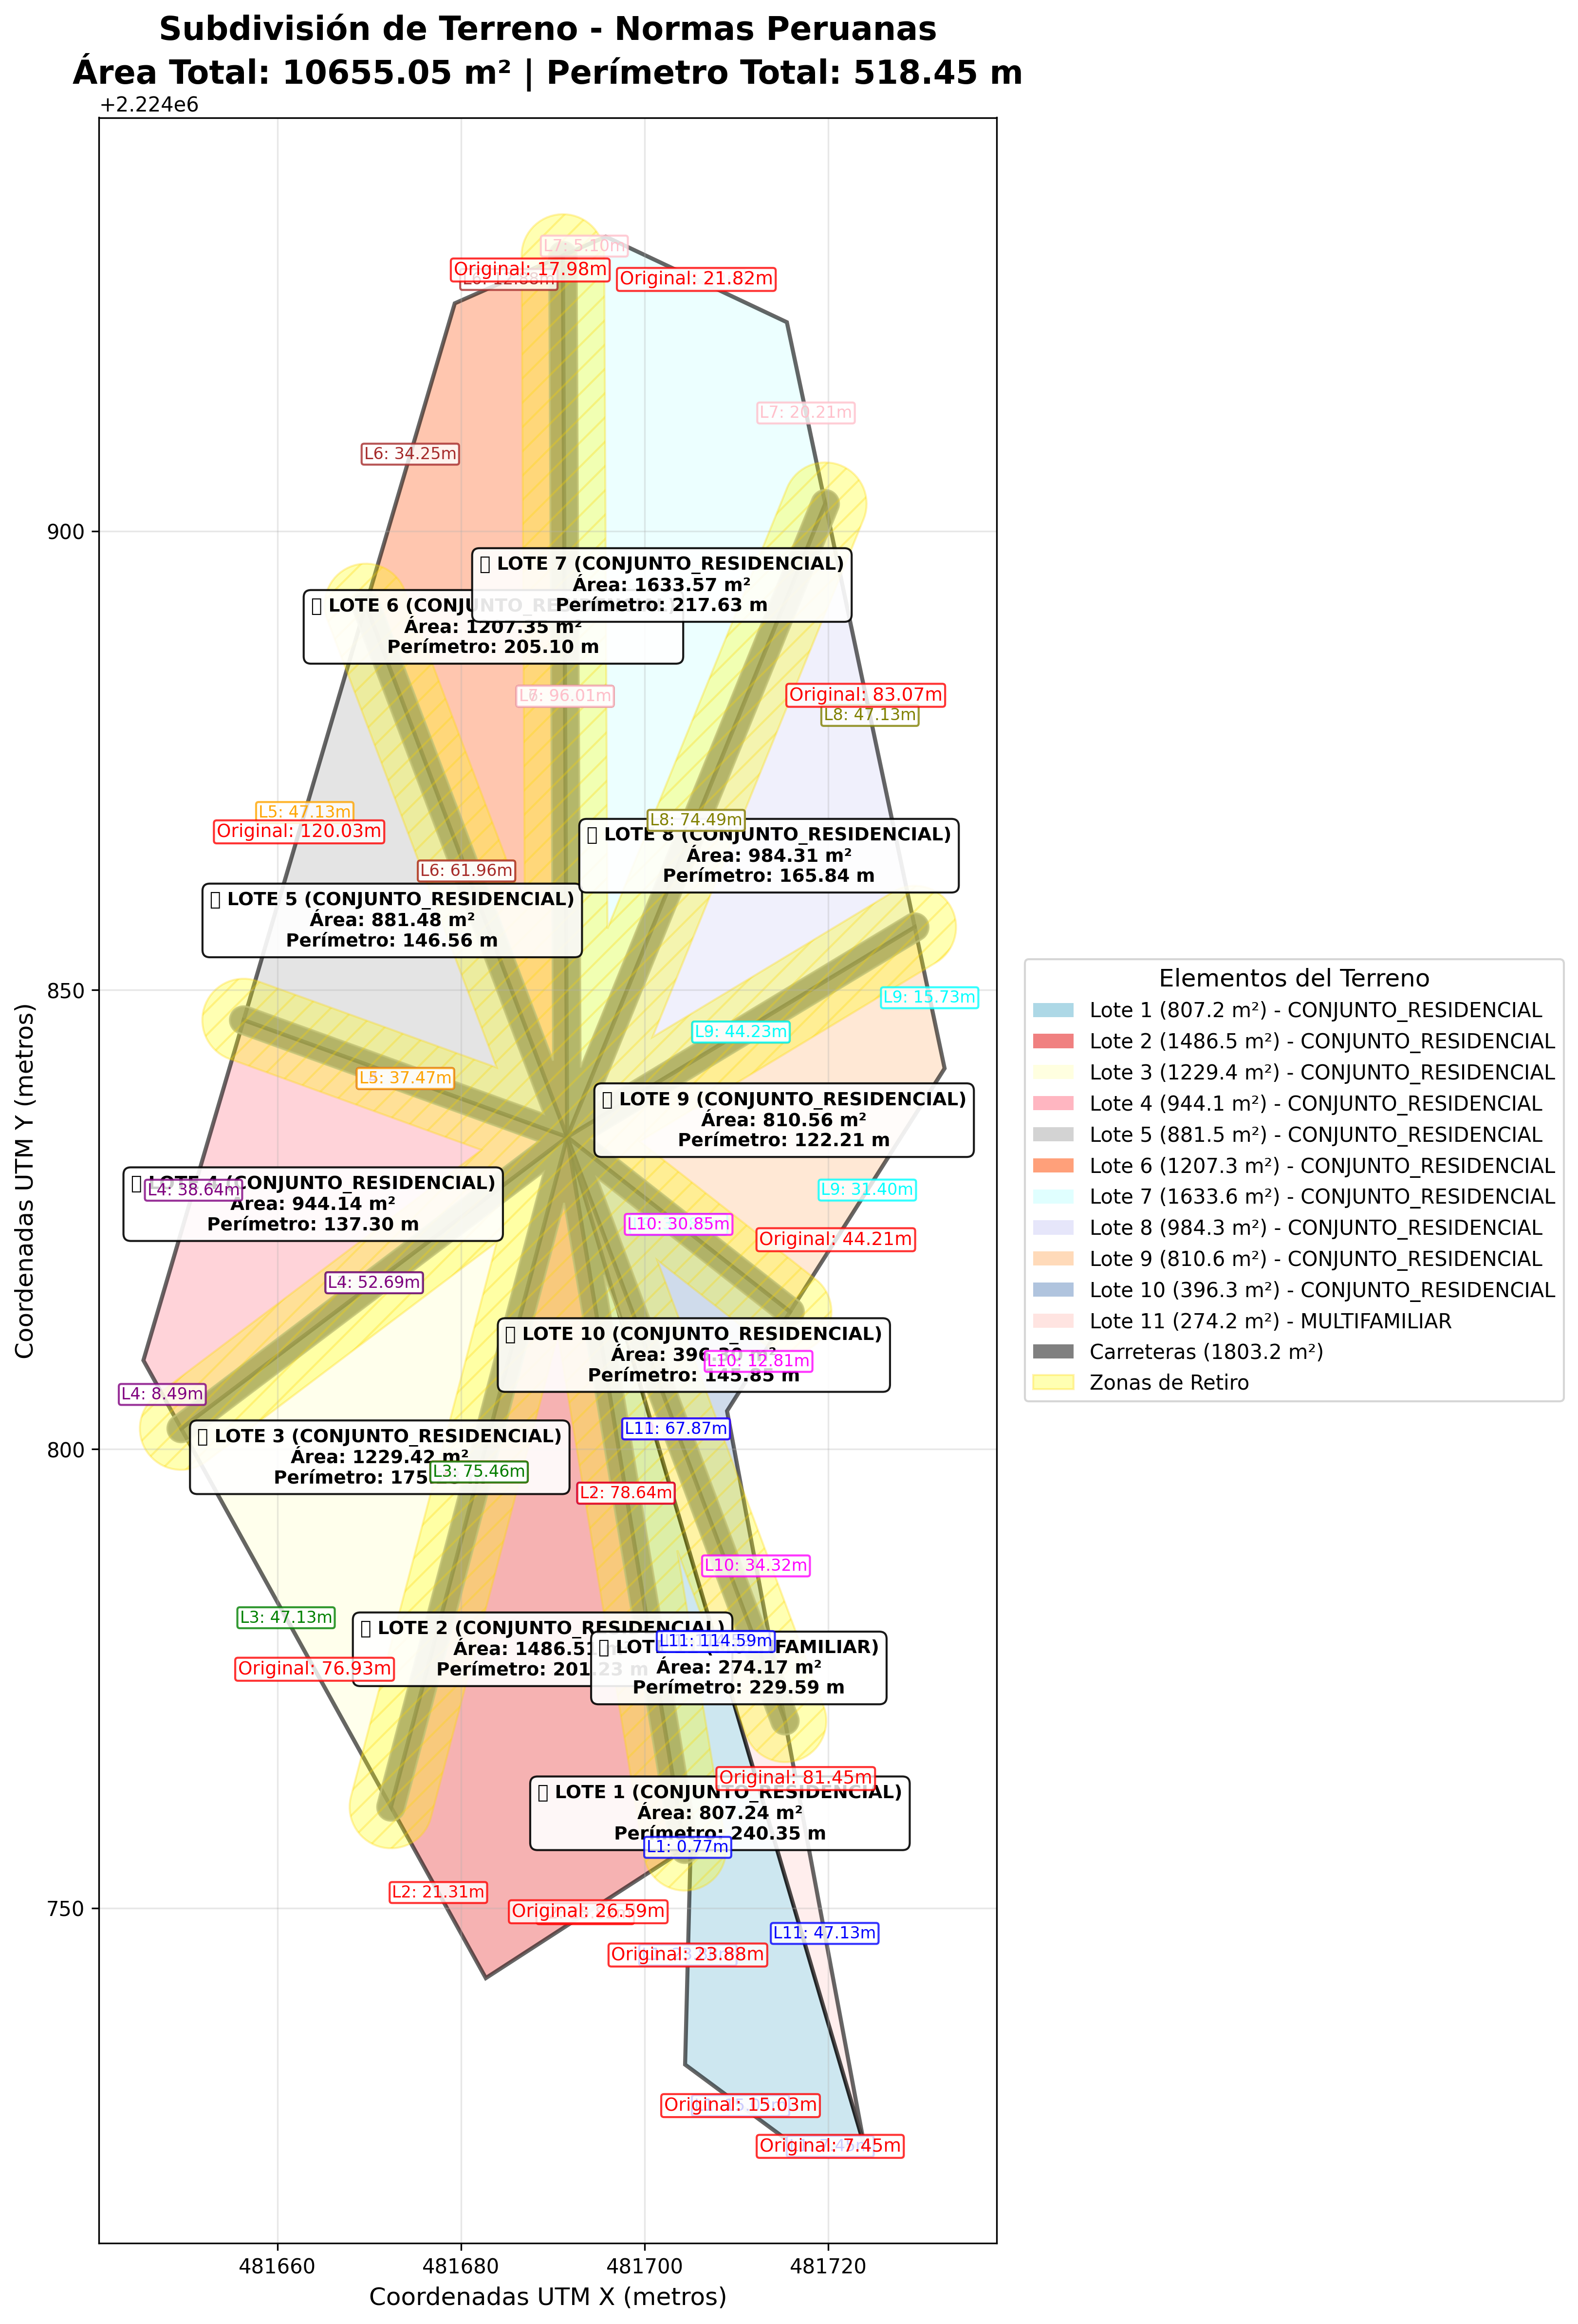 Subdivisión de Terreno - Normas Peruanas
Área Total: 10655.05 m² | Perímetro Total: 518.45 m
+2.224e6
L7: 5.10m
Original: 17.98m
Original: 21.82m
L7: 20.21m
L6: 34.25m
900
LOTE 7 (CONJUNTO_RESIDENCIAL)
Área: 1633.57 m²
Perímetro: 217.63 m
LOTE 6 (CONJUNTO_RE
Área: 1207.35 m²
Perímetro: 205.10 m
96.01m
Original: 83.07m
L8: 47.13m
L5: 47.13m
Original: 120.03m
L8: 74.49m
LOTE 8 (CONJUNTO_RESIDENCIAL)
Área: 984.31 m²
Perímetro: 165.84 m
L6: 61.96m
LOTE 5 (CONJUNTO_RESIDENCIAL)
Área: 881.48 m²
Perímetro: 146.56 m
850
L9: 15.73m
L9: 44.23m
L5: 37.47m
LOTE 9 (CONJUNTO_RESIDENCIAL)
Área: 810.56 m²
Perímetro: 122.21 m
LOTE 4 (CONJUNTO_RESIDENCIAL)
L4: 38.64m
Área: 944.14 m²
Perímetro: 137.30 m
L9: 31.40m
L10: 30.85m
Original: 44.21m
L4: 52.69m
LOTE 10 (CONJUNTO_RESIDENCIAL)
Área: 396.30 m²
L10: 12.81m
Perímetro: 145.85 m
L4: 8.49m
800
L11: 67.87m
LOTE 3 (CONJUNTO_RESIDENCIAL)
Área: 1229.42 m²
Perímetro: 175.
L3: 75.46m
L2: 78.64m
L10: 34.32m
L3: 47.13m
Original: 76.93m
LOTE 2 (CONJUNTO_RESIDENCIAL)
Área: 1486.51
Perímetro: 201.23 m
L11: 114.59m
LOT FAMILIAR)
Área: 274.17 m²
Perímetro: 229.59 m
Original: 81.45m
LOTE 1 (CONJUNTO_RESIDENCIAL)
Área: 807.24 m²
Perímetro: 240.35 m
L1: 0.77m
L2: 21.31m
750
Original: 26.59m
L11: 47.13m
Original: 23.88m
Original: 15.03m
Original: 7.45m
481660
481680
481700
481720
Coordenadas UTM X (metros)
Coordenadas UTM Y (metros)
Elementos del Terreno
Lote 1 (807.2 m²) - CONJUNTO_RESIDENCIAL
Lote 2 (1486.5 m²) - CONJUNTO_RESIDENCIAL
Lote 3 (1229.4 m²) - CONJUNTO_RESIDENCIAL
Lote 4 (944.1 m²) - CONJUNTO_RESIDENCIAL
Lote 5 (881.5 m²) - CONJUNTO_RESIDENCIAL
Lote 6 (1207.3 m²) - CONJUNTO_RESIDENCIAL
Lote 7 (1633.6 m²) - CONJUNTO_RESIDENCIAL
Lote 8 (984.3 m²) - CONJUNTO_RESIDENCIAL
Lote 9 (810.6 m²) - CONJUNTO_RESIDENCIAL
Lote 10 (396.3 m²) - CONJUNTO_RESIDENCIAL
Lote 11 (274.2 m²) - MULTIFAMILIAR
Carreteras (1803.2 m²)
Zonas de Retiro